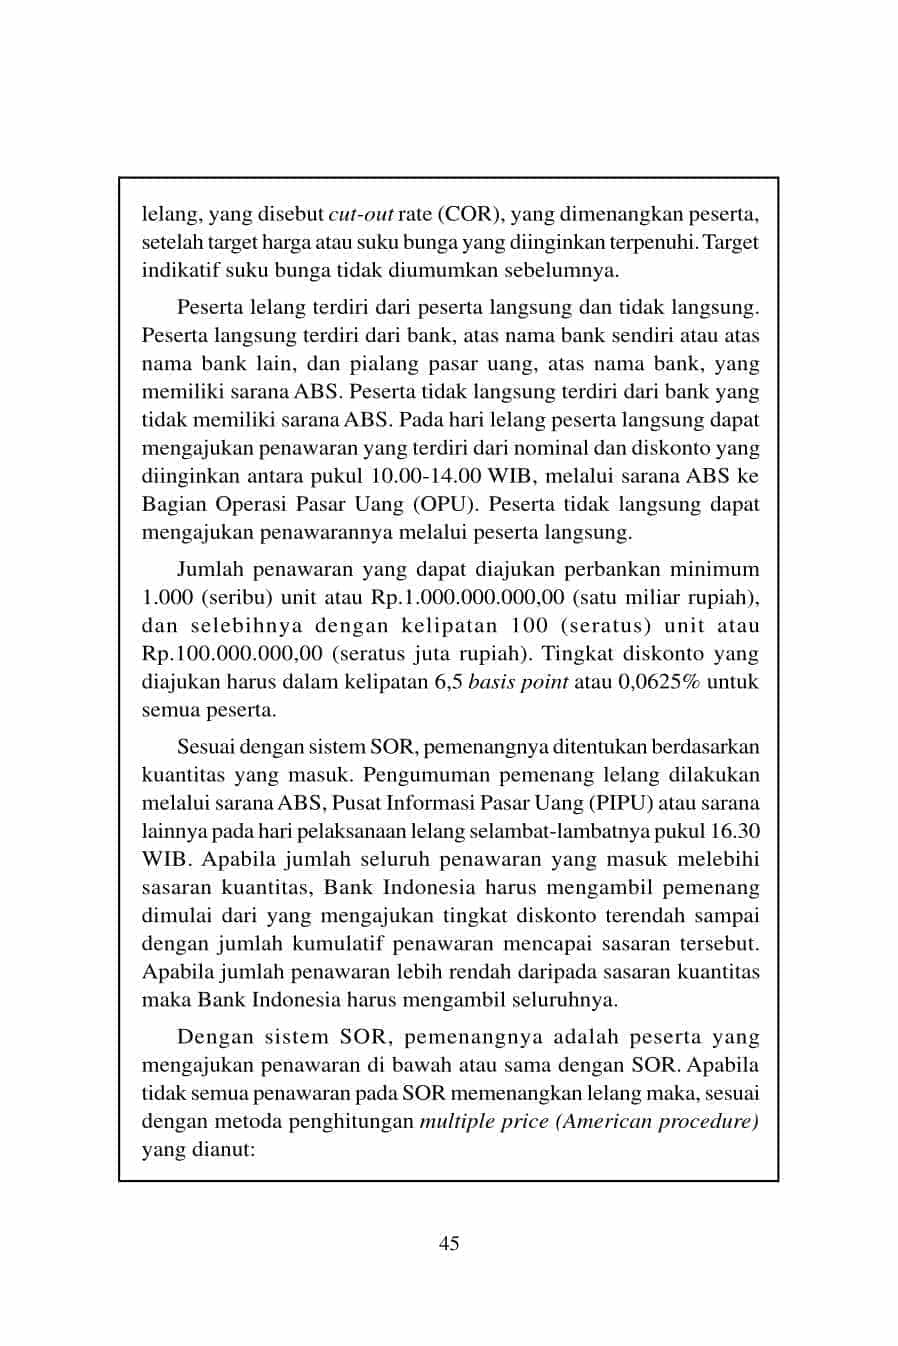 lelang, yang disebut cut-out rate (COR), yang dimenangkan peserta,
setelah target harga atau suku bunga yang diinginkan terpenuhi. Target
indikatif suku bunga tidak diumumkan sebelumnya.
Peserta lelang terdiri dari peserta langsung dan tidak langsung.
Peserta langsung terdiri dari bank, atas nama bank sendiri atau atas
nama bank lain, dan pialang pasar uang, atas nama bank, yang
memiliki sarana ABS. Peserta tidak langsung terdiri dari bank yang
tidak memiliki sarana ABS. Pada hari lelang peserta langsung dapat
mengajukan penawaran yang terdiri dari nominal dan diskonto yang
diinginkan antara pukul 10.00-14.00 WIB, melalui sarana ABS ke
Bagian Operasi Pasar Uang (OPU). Peserta tidak langsung dapat
mengajukan penawarannya melalui peserta langsung.
Jumlah penawaran yang dapat diajukan perbankan minimum
1.000 (seribu) unit atau Rp.1.000.000.000,00 (satu miliar rupiah),
dan selebihnya dengan kelipatan 100 (seratus) unit atau
Rp.100.000.000,00 (seratus juta rupiah). Tingkat diskonto yang
diajukan harus dalam kelipatan 6,5 basis point atau 0,0625% untuk
semua peserta.
Sesuai dengan sistem SOR, pemenangnya ditentukan berdasarkan
kuantitas yang masuk. Pengumuman pemenang lelang dilakukan
melalui sarana ABS, Pusat Informasi Pasar Uang (PIPU) atau sarana
lainnya pada hari pelaksanaan lelang selambat-lambatnya pukul 16.30
WIB. Apabila jumlah seluruh penawaran yang masuk melebihi
sasaran kuantitas, Bank Indonesia harus mengambil pemenang
dimulai dari yang mengajukan tingkat diskonto terendah sampai
dengan jumlah kumulatif penawaran mencapai sasaran tersebut.
Apabila jumlah penawaran lebih rendah daripada sasaran kuantitas
maka Bank Indonesia harus mengambil seluruhnya.
Dengan sistem SOR, pemenangnya adalah peserta yang
mengajukan penawaran di bawah atau sama dengan SOR. Apabila
tidak semua penawaran pada SOR memenangkan lelang maka, sesuai
dengan metoda penghitungan multiple price (American procedure)
yang dianut:
45